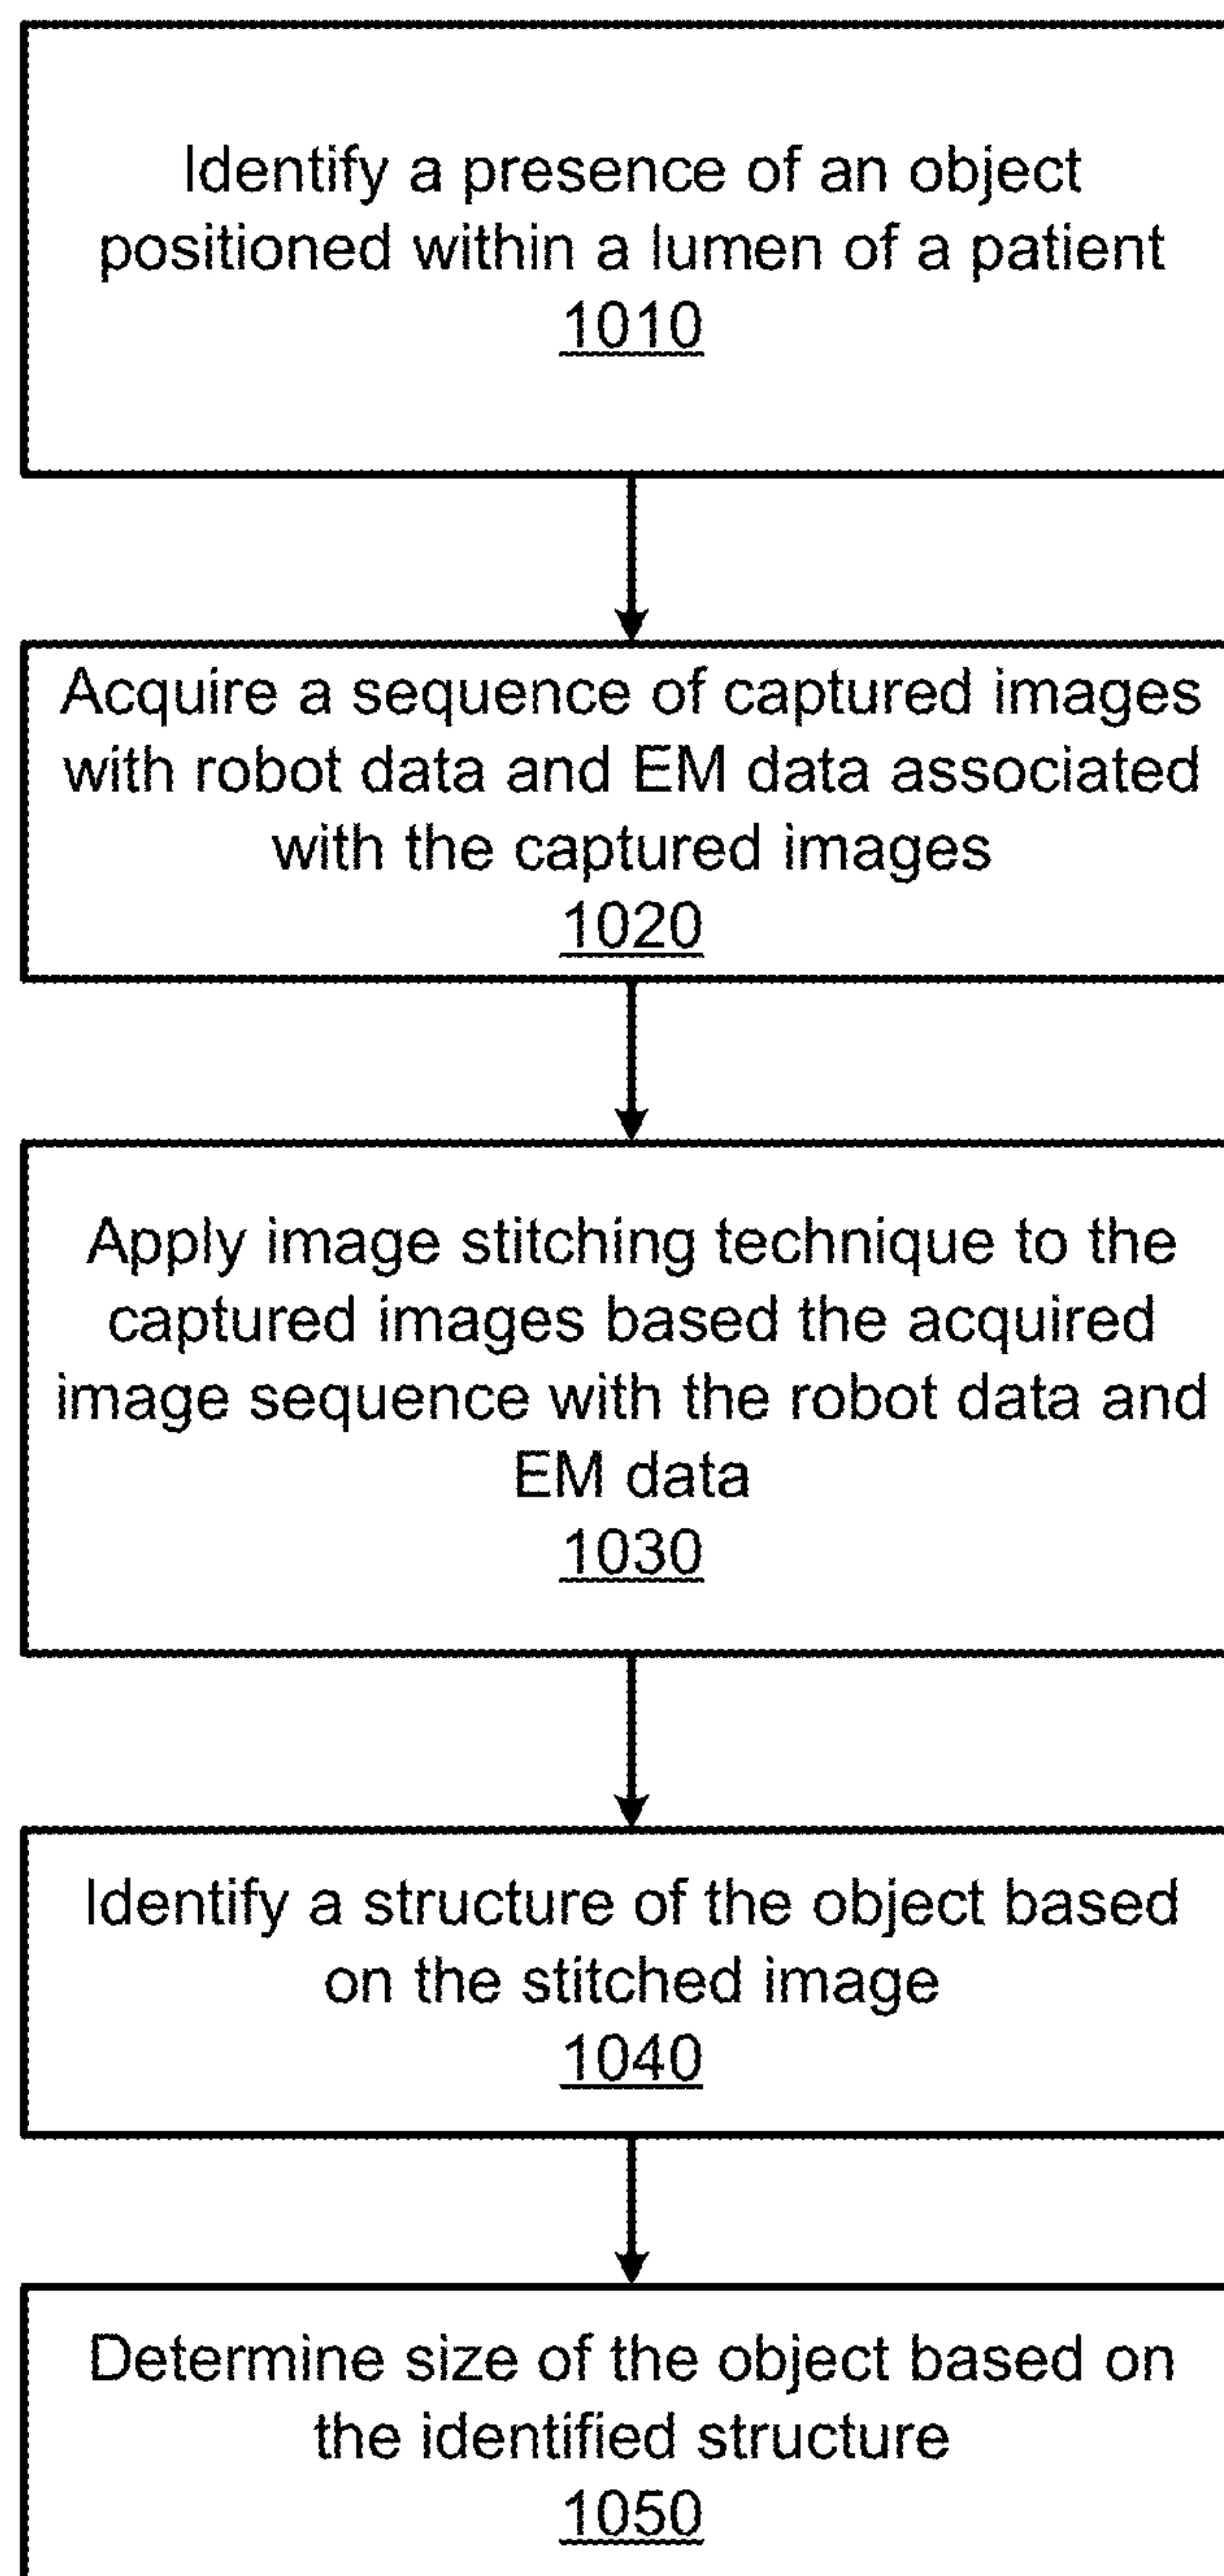 Identify a presence of an object
positioned within a lumen of a patient
1010
Acquire a sequence of captured images
with robot data and EM data associated
with the captured images
1020
Apply image stitching technique to the
captured images based the acquired
image sequence with the robot data and
EM data
1030
Identify a structure of the object based
on the stitched image
1040
Determine size of the object based on
the identified structure
1050